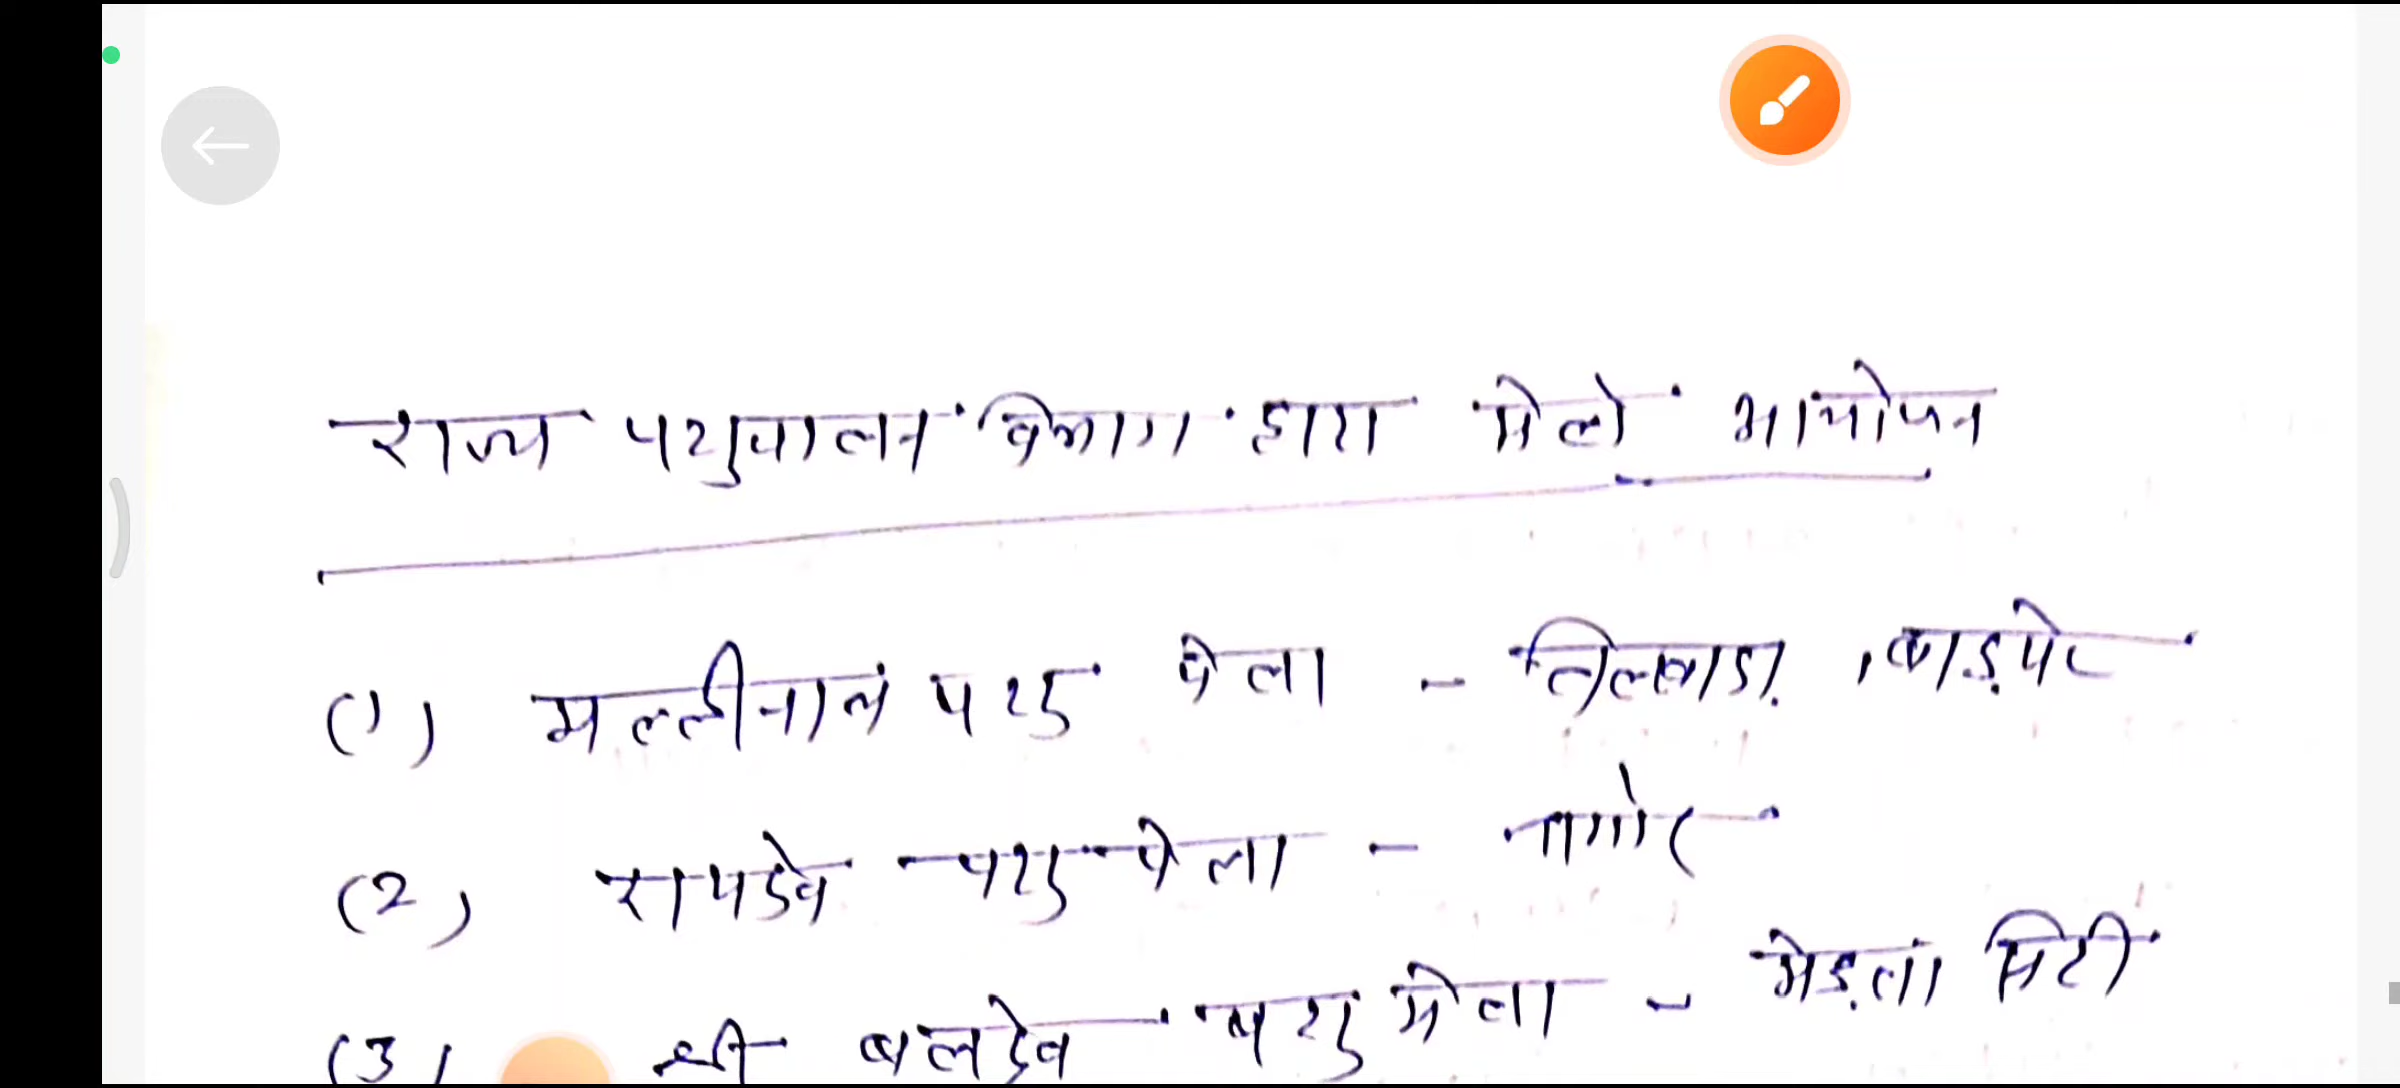 राज्य पशुपालन विभाग द्वारा मेलों आयोजन
(1) मल्लीनाथ पशु मेला - तिलवाडा, बाड़मेर
(2) रामदेव पशु मेला - नागौर
(3) श्री बलदेव पशु मेला - मेड़ता सिटी